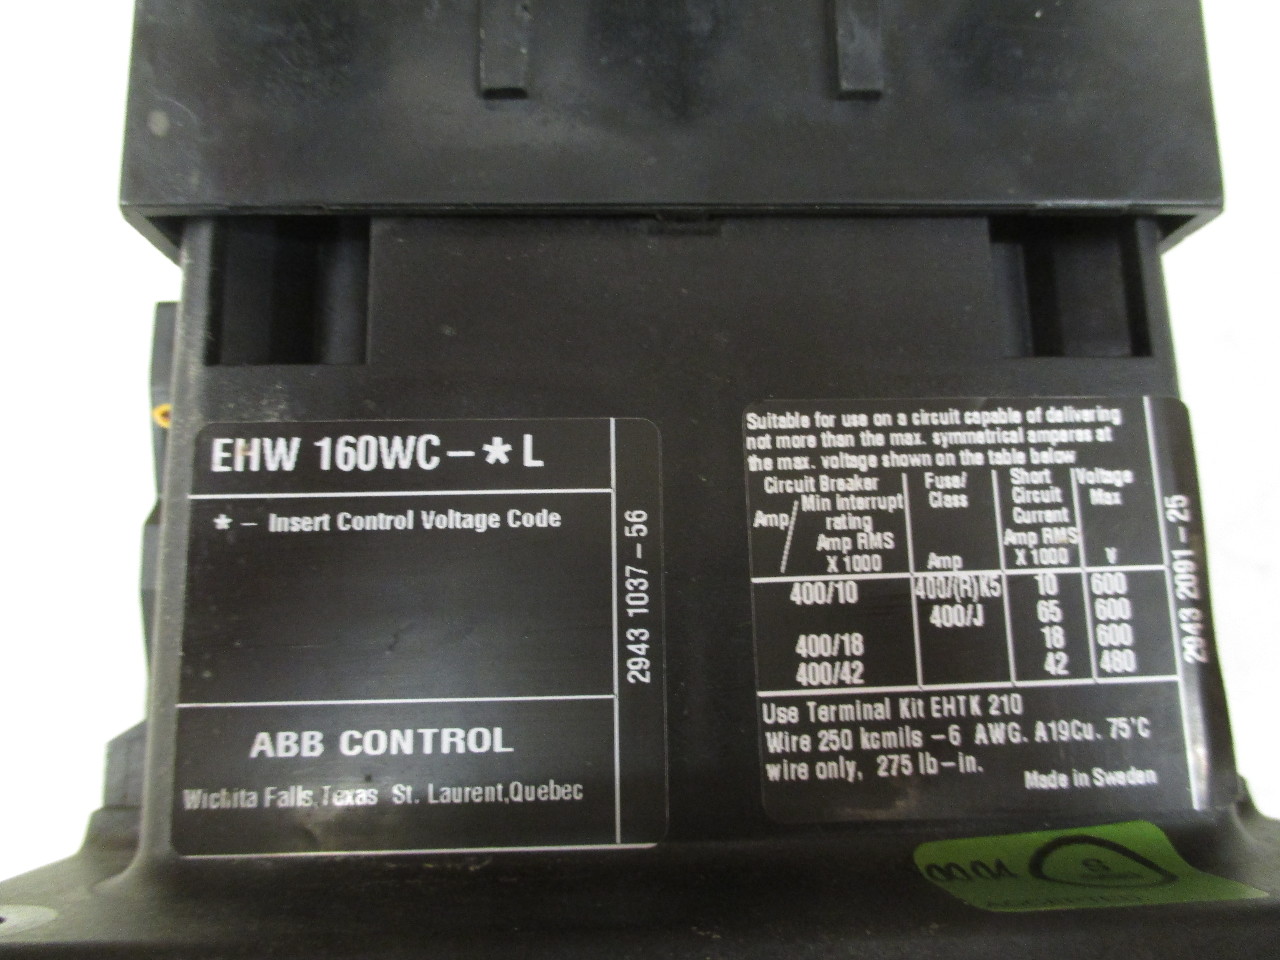 EHW 160WC-* L
* - Insert Control Voltage Code
2943 1037-56
ABB CONTROL
Wichita Falls,Texas St. Laurent,Quebec
Suitable for use on a circuit capable of delivering
not more than the max. symmetrical amperes at
the max. voltage shown on the table below
Circuit Breaker
Amp/ Min Interrupt
rating
Amp RMS
X 1000
Fuse/
Class
Amp
Short
Circuit
Current
Amp RMS
X 1000
Voltage
Max
V
400/10 400/(R)K5 10 600
400/J 65 600
400/18 18 600
400/42 42 480
Use Terminal Kit EHTK 210
Wire 250 kcmils -6 AWG. A19Cu. 75°C
wire only, 275 lb-in.
Made in Sweden
2943 2091-25
S
ACCEPTED